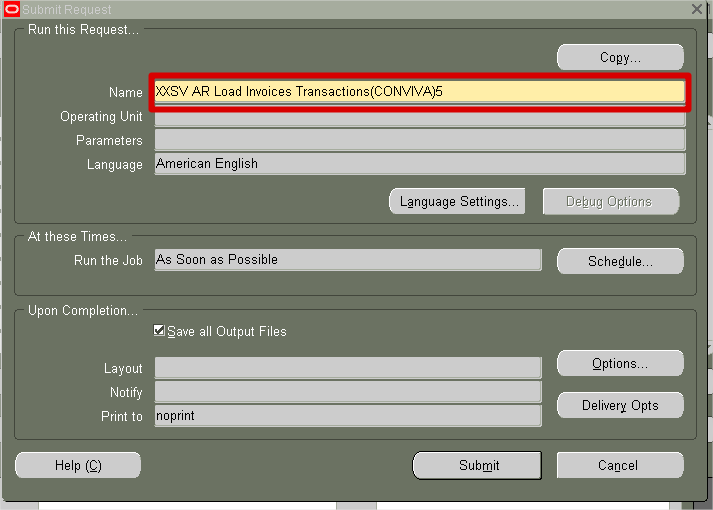 Submit Request
Run this Request...
Copy...
Name XXSV AR Load Invoices Transactions(CONVIVA)5
Operating Unit
Parameters
Language American English
Language Settings... Debug Options
At these Times...
Run the Job As Soon as Possible Schedule...
Upon Completion...
Save all Output Files
Layout Options...
Notify
Print to noprint Delivery Opts
Help (C) Submit Cancel